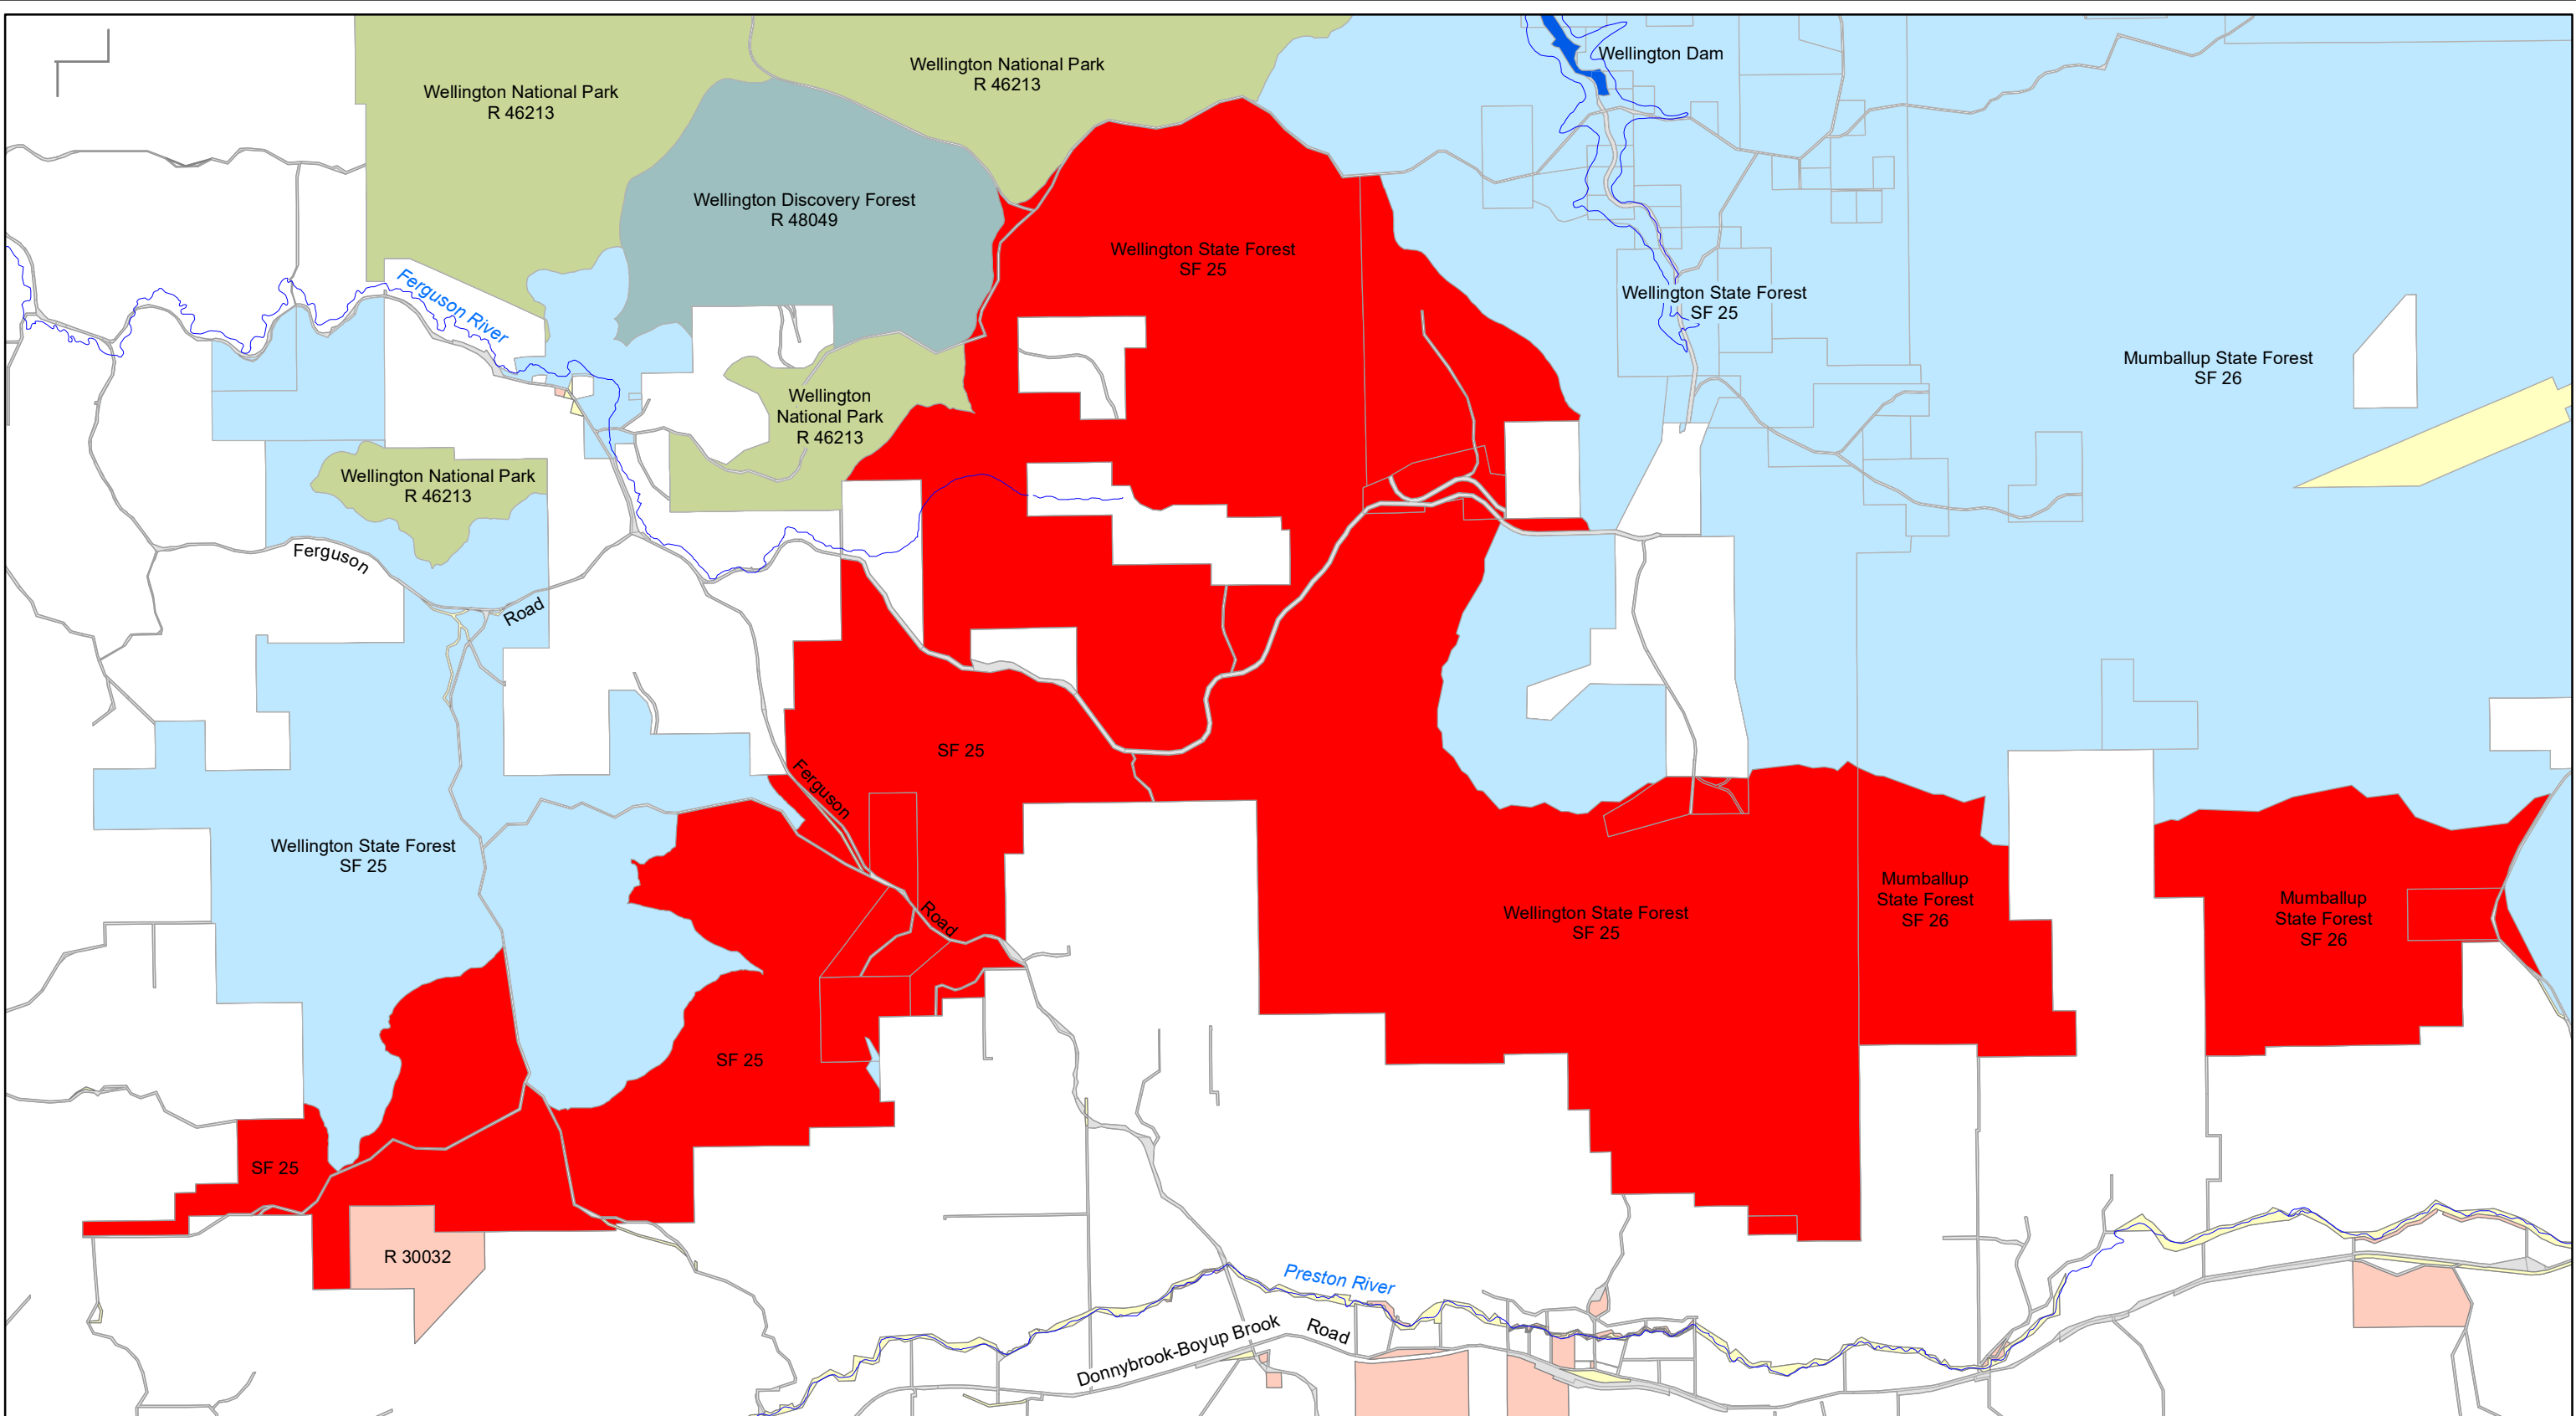 Wellington Dam
Wellington National Park
R 46213
Wellington National Park
R 46213
Wellington Discovery Forest
R 48049
Wellington State Forest
SF 25
Ferguson River
Wellington State Forest
SF 25
Mumballup State Forest
SF 26
Wellington
National Park
R 46213
Wellington National Park
R 46213
Ferguson
Road
SF 25
Ferguson
Road
Wellington State Forest
SF 25
Wellington State Forest
SF 25
Mumballup
State Forest
SF 26
Mumballup
State Forest
SF 26
SF 25
SF 25
R 30032
Preston River
Donnybrook-Boyup Brook
Road